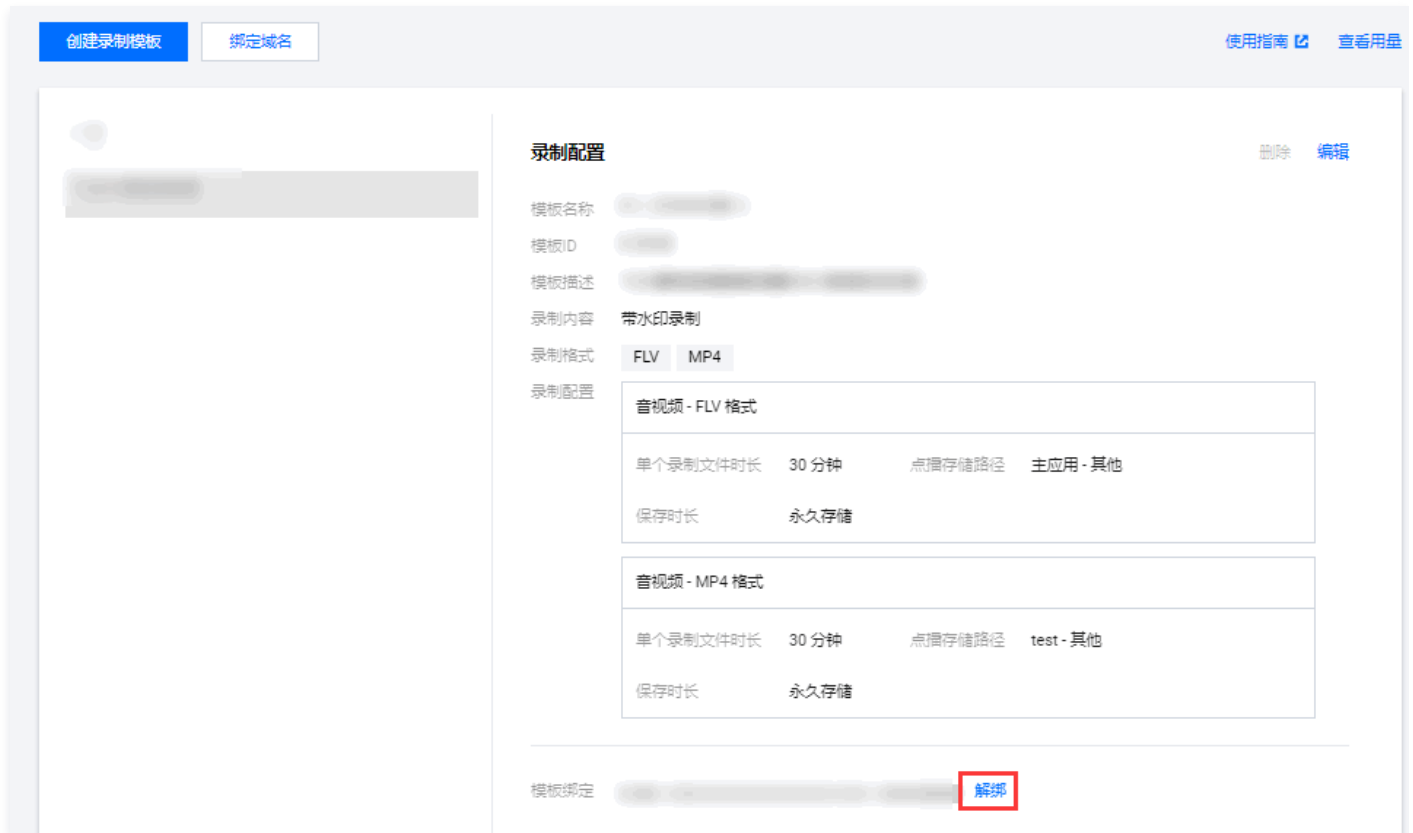 创建录制模板 绑定域名 使用指南 查看用量
录制配置 删除 编辑
模板名称
模板ID
模板描述
录制内容 带水印录制
录制格式 FLV MP4
录制配置
音视频 - FLV 格式
单个录制文件时长 30 分钟 点播存储路径 主应用 - 其他
保存时长 永久存储
音视频 - MP4 格式
单个录制文件时长 30 分钟 点播存储路径 test - 其他
保存时长 永久存储
模板绑定 解绑